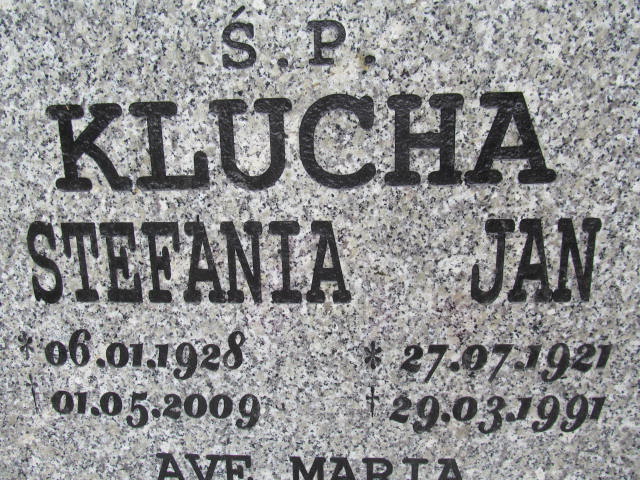 Ś.P.
KLUCHA
STEFANIA JAN
* 06.01.1928 * 27.07.1921
† 01.05.2009 † 29.03.1991
AVE MARIA